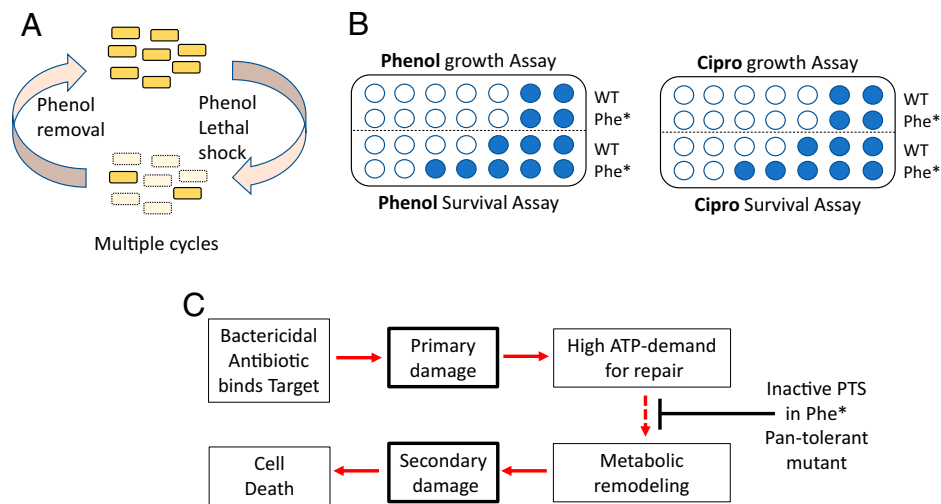 A
Phenol
removal
Phenol
Lethal
shock
Multiple cycles
B
Phenol growth Assay
WT
Phe*
WT
Phe*
Phenol Survival Assay
Cipro growth Assay
WT
Phe*
WT
Phe*
Cipro Survival Assay
C
Bactericidal
Antibiotic
binds Target
Primary
damage
High ATP-demand
for repair
Inactive PTS
in Phe*
Pan-tolerant
mutant
Metabolic
remodeling
Secondary
damage
Cell
Death